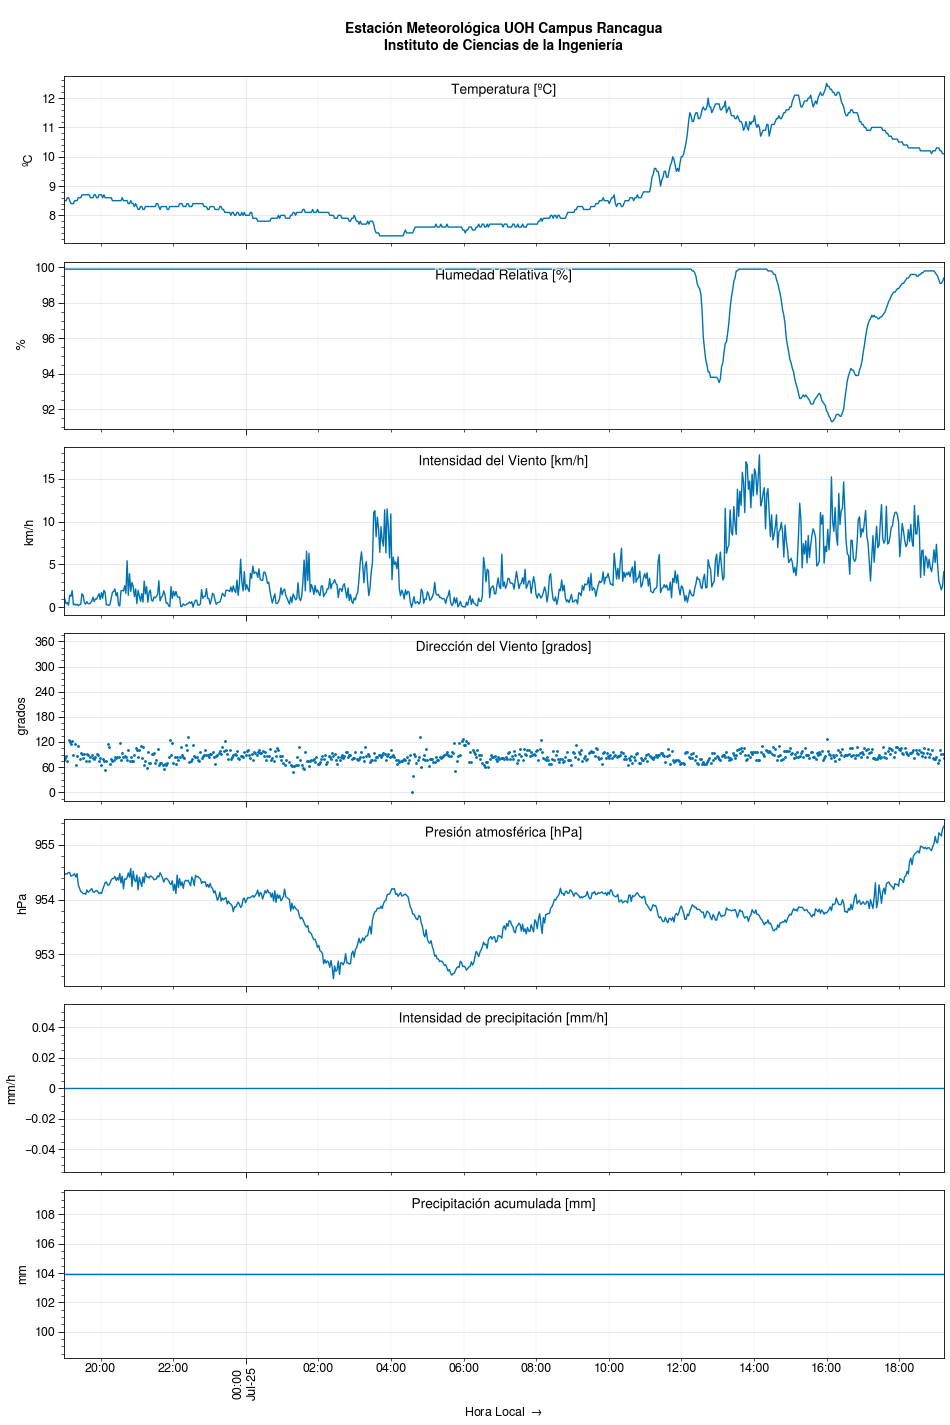 Estación Meteorológica UOH Campus Rancagua
Instituto de Ciencias de la Ingeniería
Temperatura [ºC]
ºC
12
11
10
9
8
Humedad Relativa [%]
%
100
98
96
94
92
Intensidad del Viento [km/h]
km/h
15
10
5
0
Dirección del Viento [grados]
grados
360
300
240
180
120
60
0
Presión atmosférica [hPa]
hPa
955
954
953
Intensidad de precipitación [mm/h]
mm/h
0.04
0.02
0
−0.02
−0.04
Precipitación acumulada [mm]
mm
108
106
104
102
100
20:00 22:00 00:00 02:00 04:00 06:00 08:00 10:00 12:00 14:00 16:00 18:00
Jul-25
Hora Local →